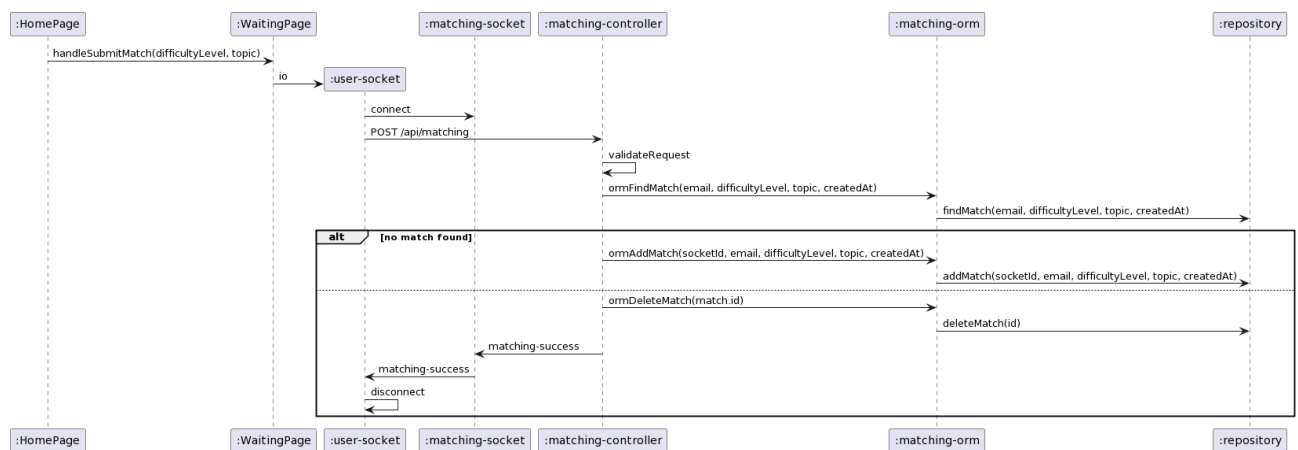 :HomePage
:WaitingPage
:matching-socket
:matching-controller
:matching-orm
:repository
handleSubmitMatch(difficultyLevel, topic)
io
:user-socket
connect
POST /api/matching
validateRequest
ormFindMatch(email, difficultyLevel, topic, createdAt)
findMatch(email, difficultyLevel, topic, createdAt)
alt
[no match found]
ormAddMatch(socketId, email, difficultyLevel, topic, createdAt)
addMatch(socketId, email, difficultyLevel, topic, createdAt)
ormDeleteMatch(match.id)
deleteMatch(id)
matching-success
matching-success
disconnect
:HomePage
:WaitingPage
:user-socket
:matching-socket
:matching-controller
:matching-orm
:repository